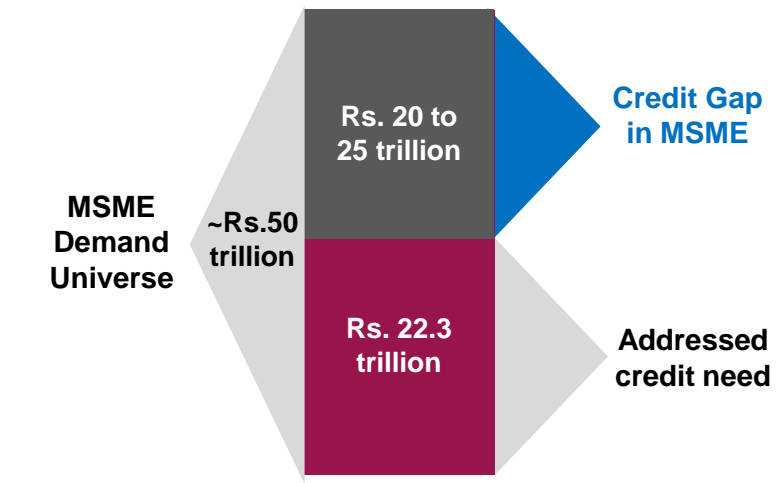 MSME
Demand
Universe
~Rs.50
trillion
Rs. 20 to
25 trillion
Credit Gap
in MSME
Rs. 22.3
trillion
Addressed
credit need